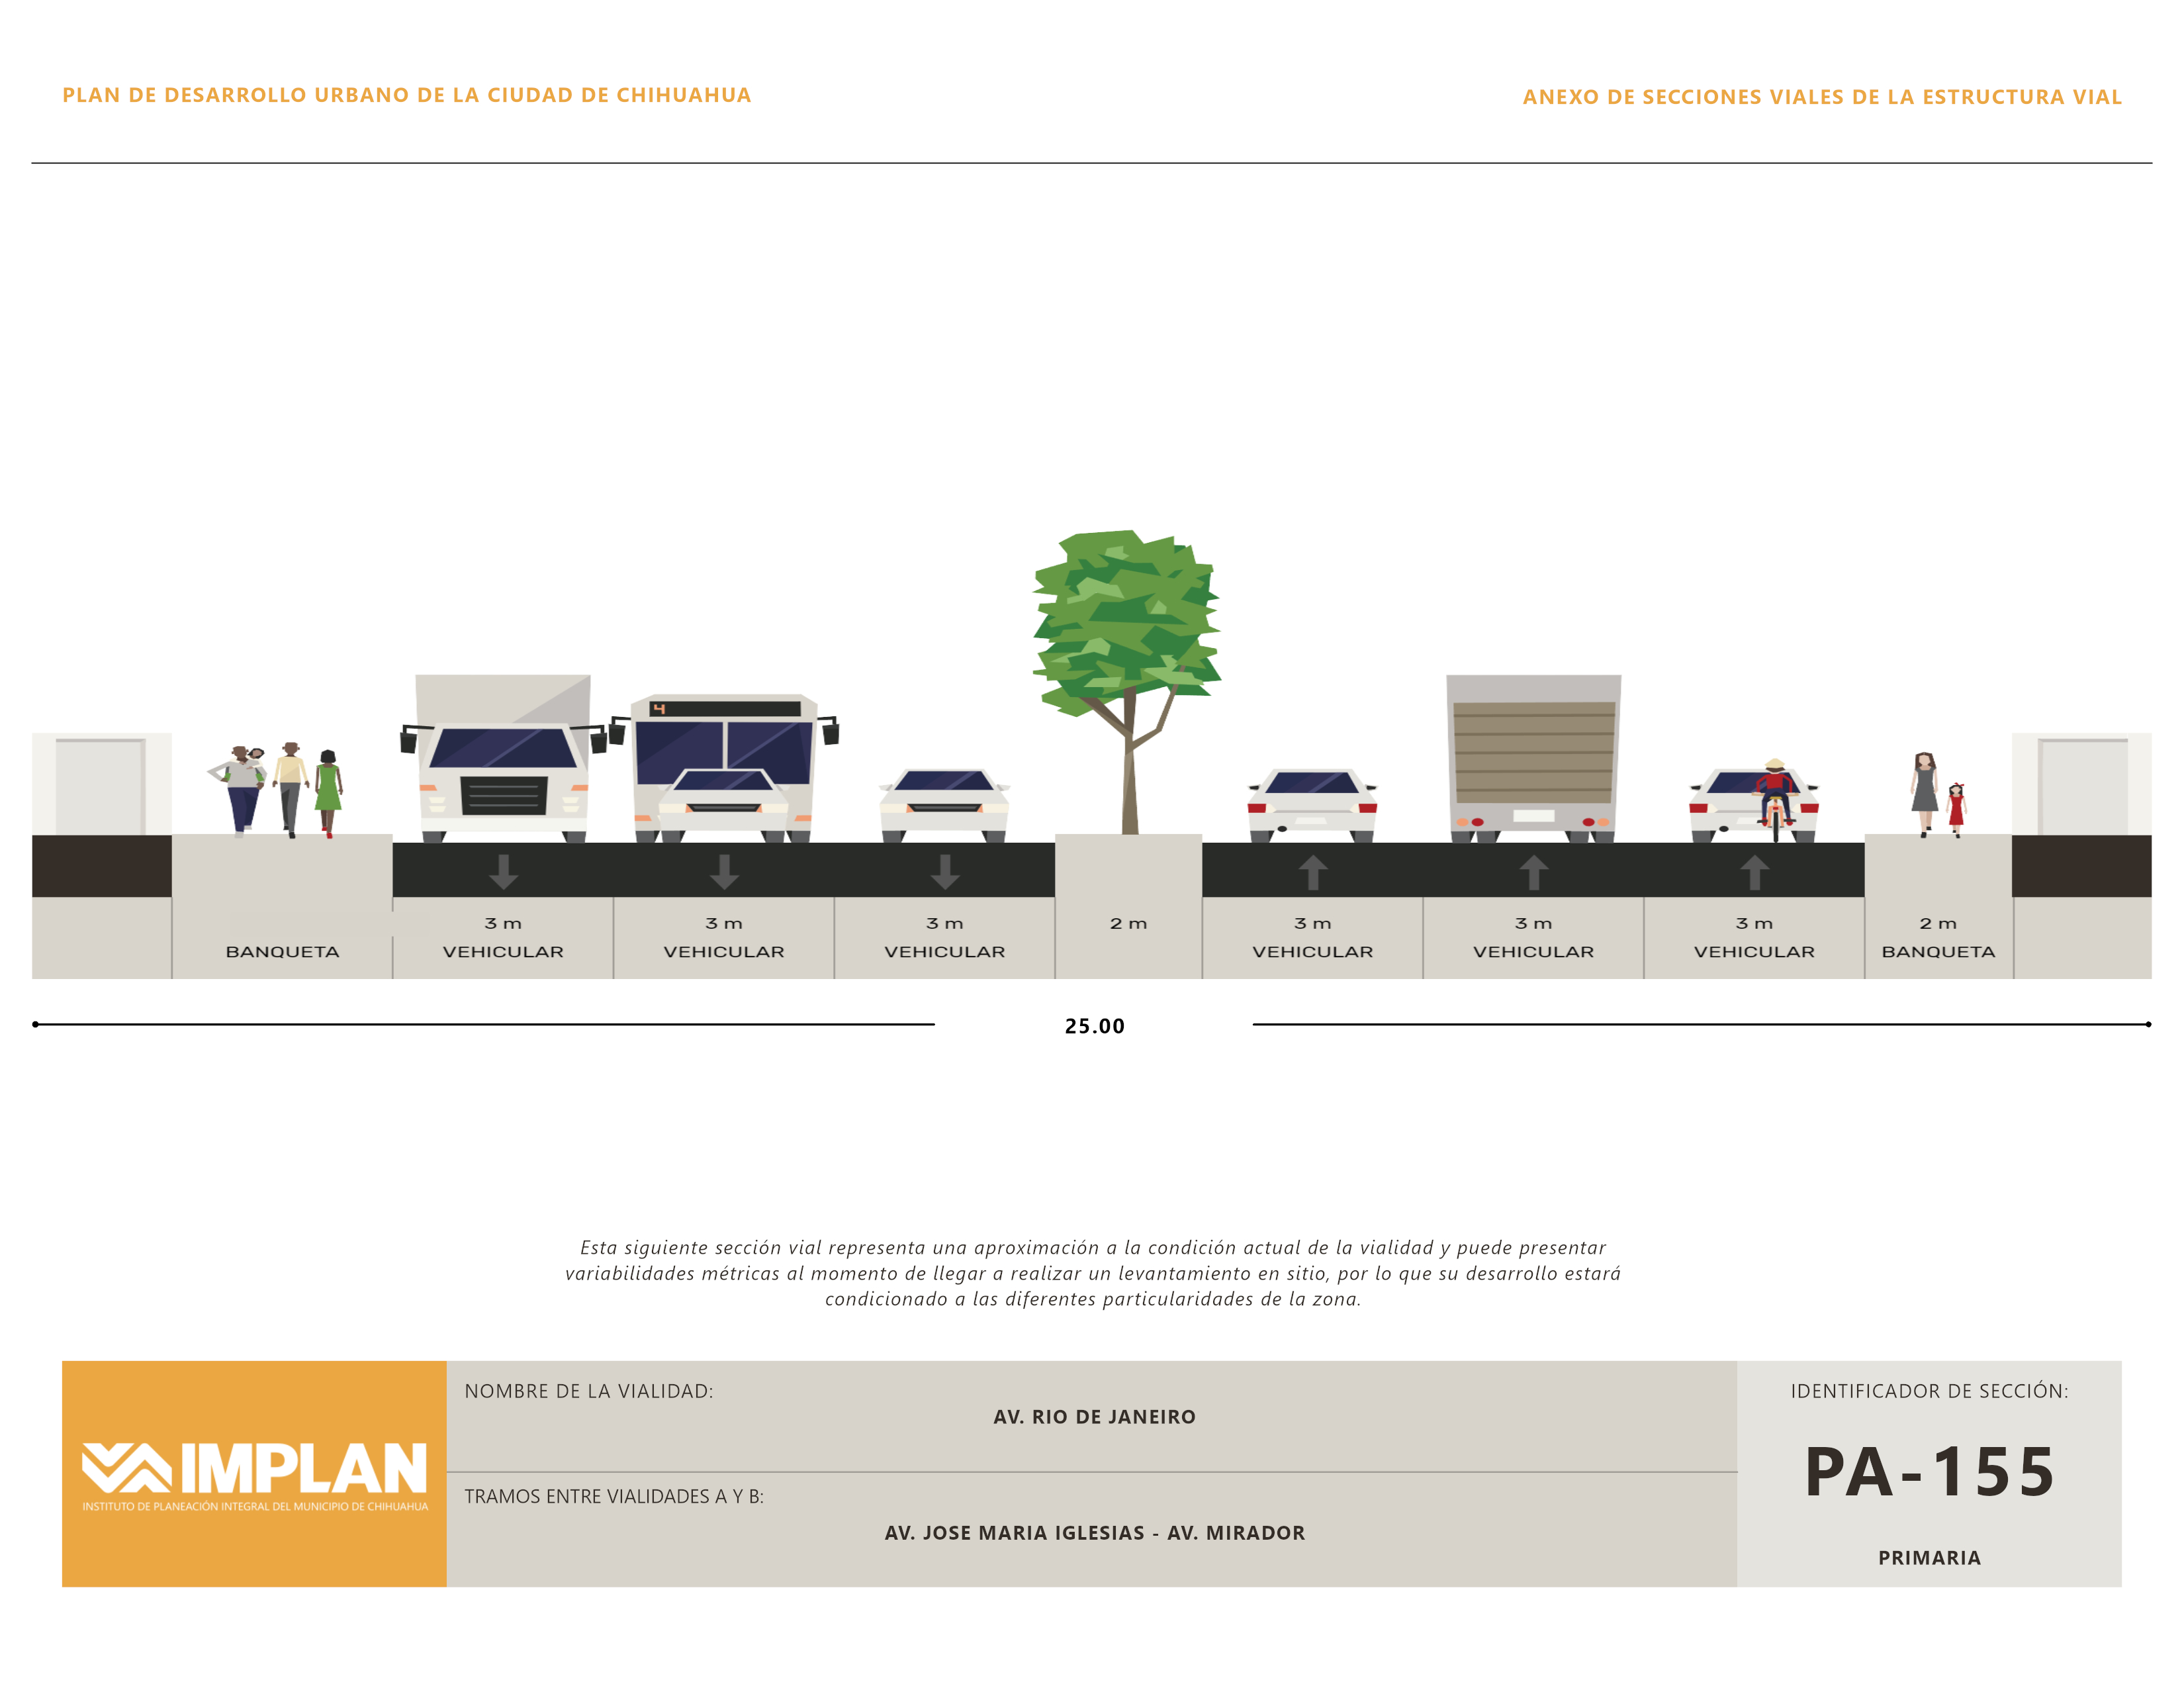 PLAN DE DESARROLLO URBANO DE LA CIUDAD DE CHIHUAHUA
ANEXO DE SECCIONES VIALES DE LA ESTRUCTURA VIAL
4
3 m
3 m
3 m
2 m
3 m
3 m
3 m
2 m
BANQUETA
VEHICULAR
VEHICULAR
VEHICULAR
VEHICULAR
VEHICULAR
VEHICULAR
BANQUETA
25.00
Esta siguiente sección vial representa una aproximación a la condición actual de la vialidad y puede presentar
variabilidades métricas al momento de llegar a realizar un levantamiento en sitio, por lo que su desarrollo estará
condicionado a las diferentes particularidades de la zona.
IMPLAN
INSTITUTO DE PLANEACIÓN INTEGRAL DEL MUNICIPIO DE CHIHUAHUA
NOMBRE DE LA VIALIDAD:
AV. RIO DE JANEIRO
TRAMOS ENTRE VIALIDADES A Y B:
AV. JOSE MARIA IGLESIAS - AV. MIRADOR
IDENTIFICADOR DE SECCIÓN:
PA-155
PRIMARIA